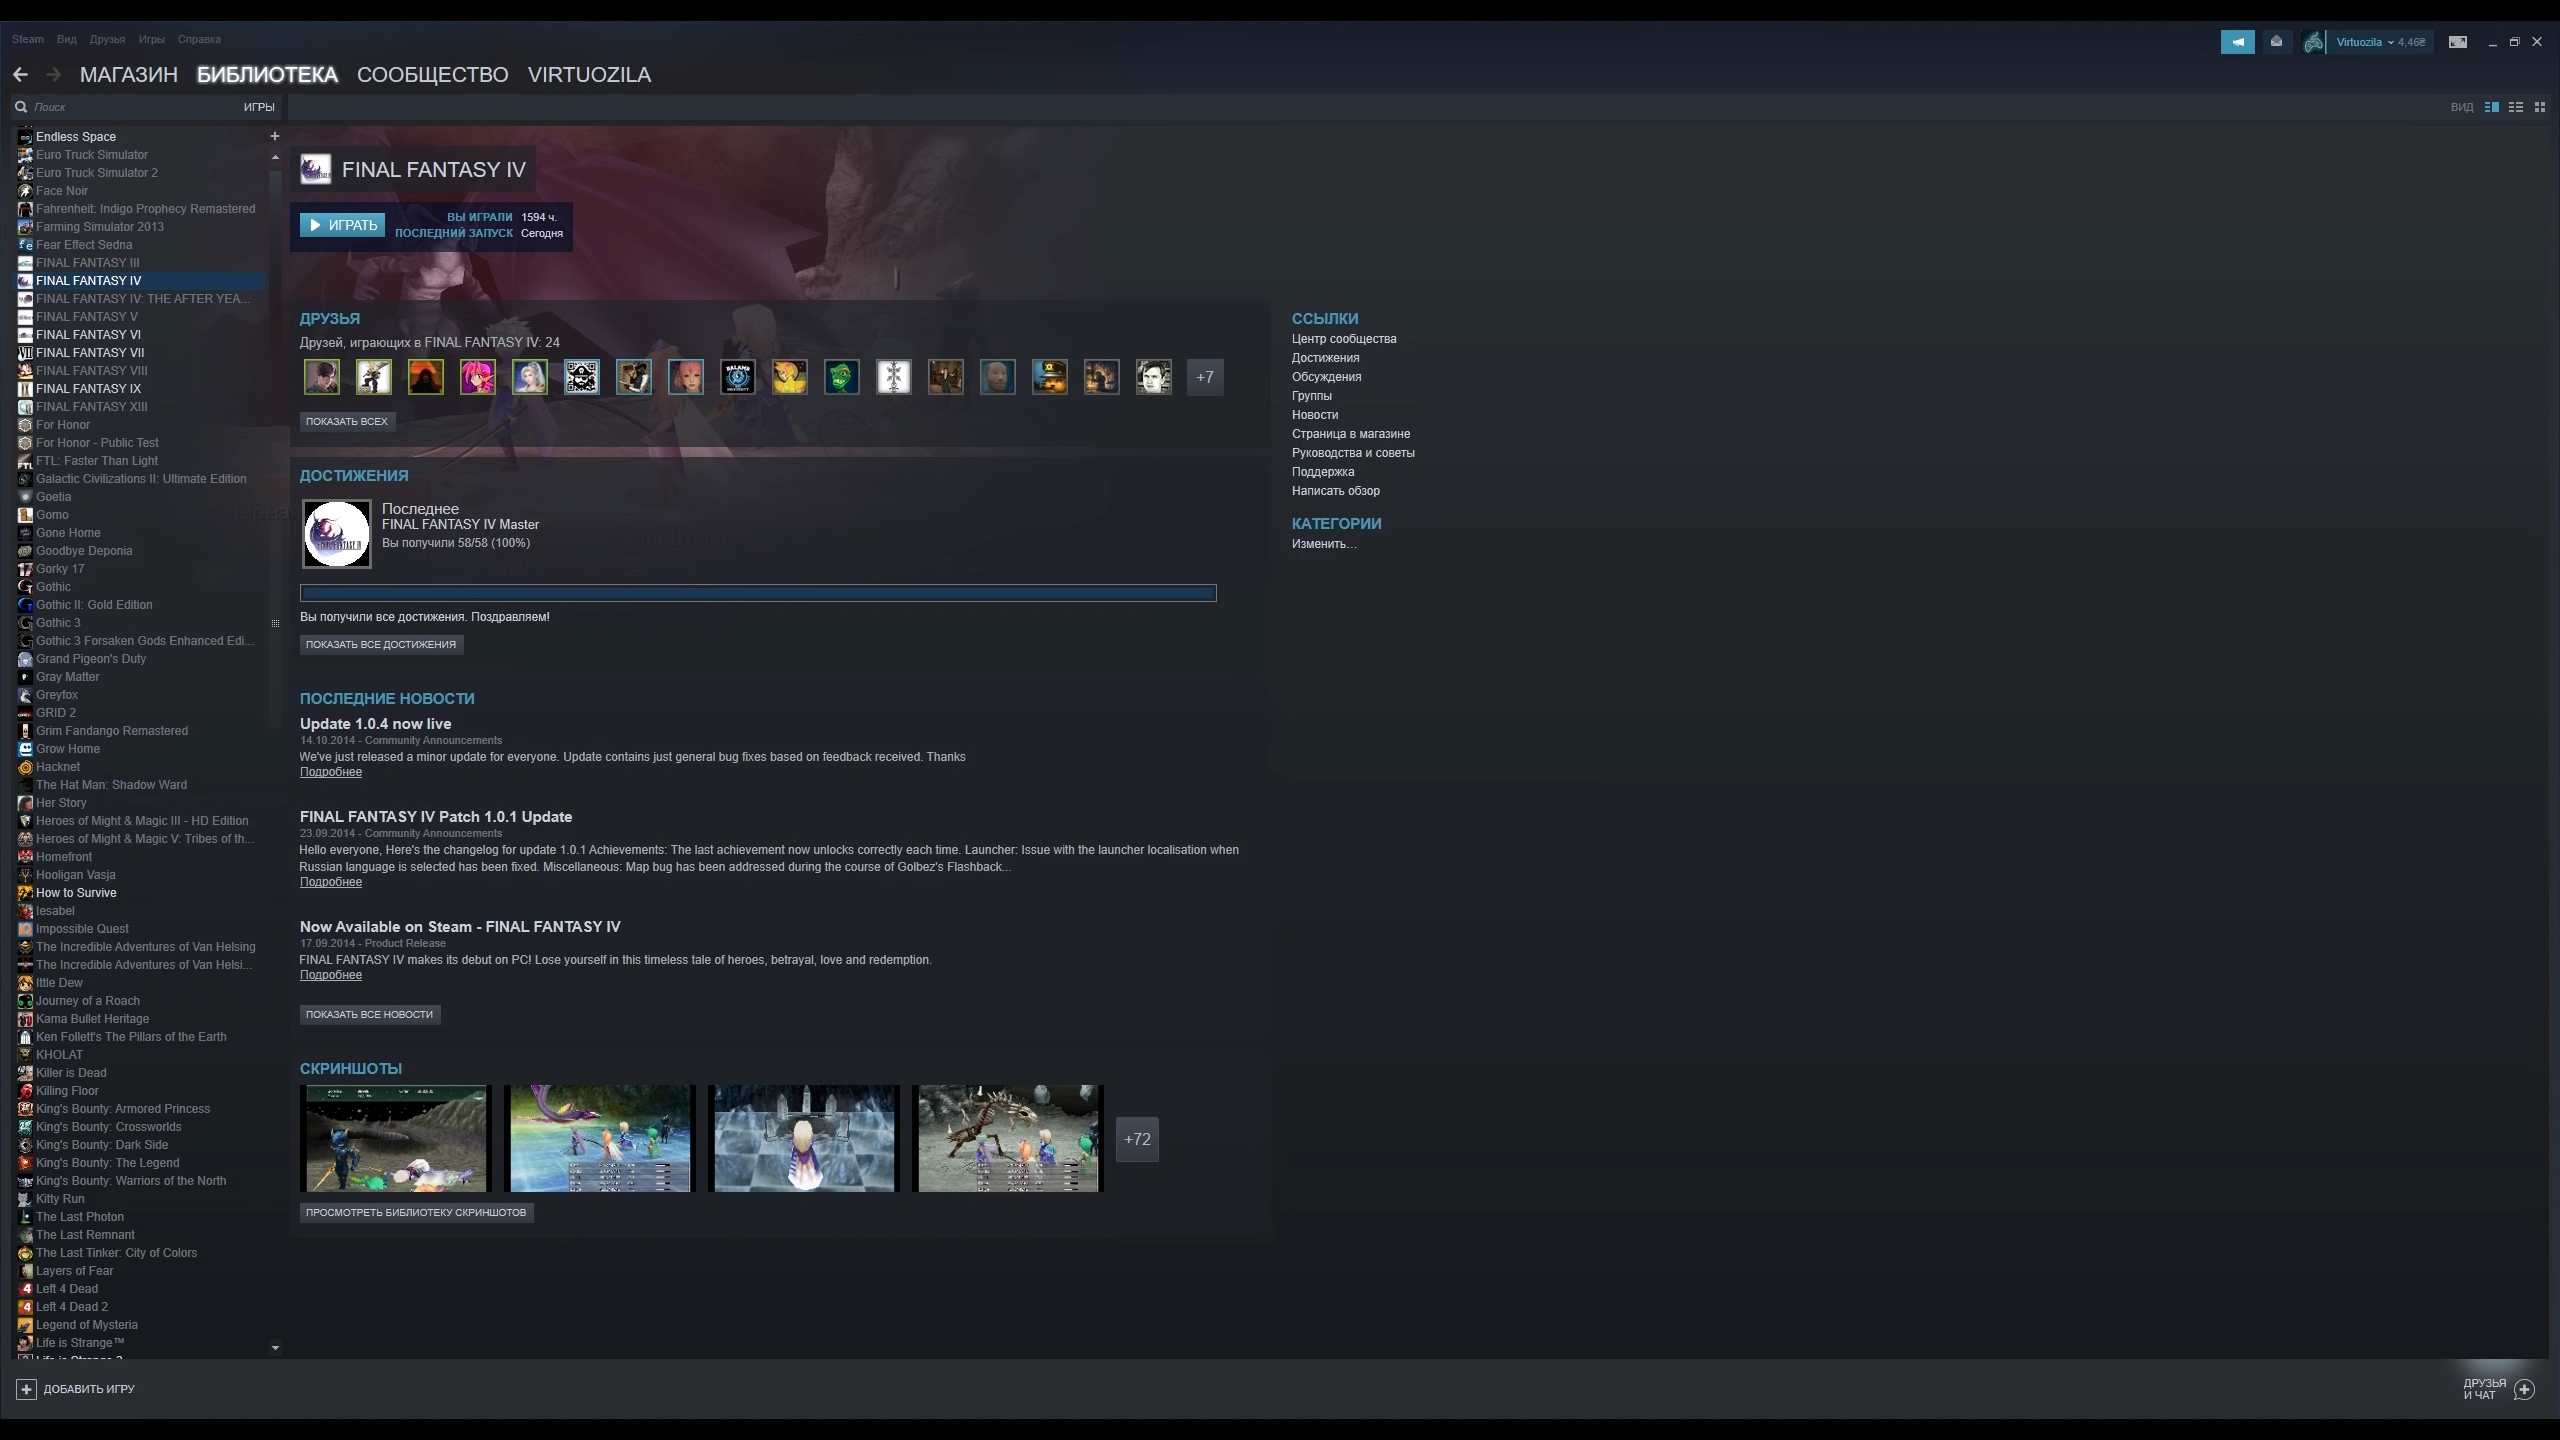 Steam Вид Друзья Игры Справка
Virtuozila 4,46₴
МАГАЗИН БИБЛИОТЕКА СООБЩЕСТВО VIRTUOZILA
Поиск ИГРЫ
ВИД
Endless Space
Euro Truck Simulator
Euro Truck Simulator 2
Face Noir
Fahrenheit: Indigo Prophecy Remastered
Farming Simulator 2013
Fear Effect Sedna
FINAL FANTASY III
FINAL FANTASY IV
FINAL FANTASY IV: THE AFTER YEA...
FINAL FANTASY V
FINAL FANTASY VI
FINAL FANTASY VII
FINAL FANTASY VIII
FINAL FANTASY IX
FINAL FANTASY XIII
For Honor
For Honor - Public Test
FTL: Faster Than Light
Galactic Civilizations II: Ultimate Edition
Goetia
Gomo
Gone Home
Goodbye Deponia
Gorky 17
Gothic
Gothic II: Gold Edition
Gothic 3
Gothic 3 Forsaken Gods Enhanced Edi...
Grand Pigeon's Duty
Gray Matter
Greyfox
GRID 2
Grim Fandango Remastered
Grow Home
Hacknet
The Hat Man: Shadow Ward
Her Story
Heroes of Might & Magic III - HD Edition
Heroes of Might & Magic V: Tribes of th...
Homefront
Hooligan Vasja
How to Survive
Iesabel
Impossible Quest
The Incredible Adventures of Van Helsing
The Incredible Adventures of Van Helsi...
Ittle Dew
Journey of a Roach
Kama Bullet Heritage
Ken Follett's The Pillars of the Earth
KHOLAT
Killer is Dead
Killing Floor
King's Bounty: Armored Princess
King's Bounty: Crossworlds
King's Bounty: Dark Side
King's Bounty: The Legend
King's Bounty: Warriors of the North
Kitty Run
The Last Photon
The Last Remnant
The Last Tinker: City of Colors
Layers of Fear
Left 4 Dead
Left 4 Dead 2
Legend of Mysteria
Life is Strange™
Life is Strange 2
FINAL FANTASY IV
ИГРАТЬ
ВЫ ИГРАЛИ 1594 ч.
ПОСЛЕДНИЙ ЗАПУСК Сегодня
ДРУЗЬЯ
Друзей, играющих в FINAL FANTASY IV: 24
+7
ПОКАЗАТЬ ВСЕХ
ДОСТИЖЕНИЯ
Последнее
FINAL FANTASY IV Master
Вы получили 58/58 (100%)
Вы получили все достижения. Поздравляем!
ПОКАЗАТЬ ВСЕ ДОСТИЖЕНИЯ
ПОСЛЕДНИЕ НОВОСТИ
Update 1.0.4 now live
14.10.2014 - Community Announcements
We've just released a minor update for everyone. Update contains just general bug fixes based on feedback received. Thanks
Подробнее
FINAL FANTASY IV Patch 1.0.1 Update
23.09.2014 - Community Announcements
Hello everyone, Here's the changelog for update 1.0.1 Achievements: The last achievement now unlocks correctly each time. Launcher: Issue with the launcher localisation when
Russian language is selected has been fixed. Miscellaneous: Map bug has been addressed during the course of Golbez's Flashback...
Подробнее
Now Available on Steam - FINAL FANTASY IV
17.09.2014 - Product Release
FINAL FANTASY IV makes its debut on PC! Lose yourself in this timeless tale of heroes, betrayal, love and redemption.
Подробнее
ПОКАЗАТЬ ВСЕ НОВОСТИ
СКРИНШОТЫ
+72
ПРОСМОТРЕТЬ БИБЛИОТЕКУ СКРИНШОТОВ
ССЫЛКИ
Центр сообщества
Достижения
Обсуждения
Группы
Новости
Страница в магазине
Руководства и советы
Поддержка
Написать обзор
КАТЕГОРИИ
Изменить...
ДОБАВИТЬ ИГРУ
ДРУЗЬЯ
И ЧАТ